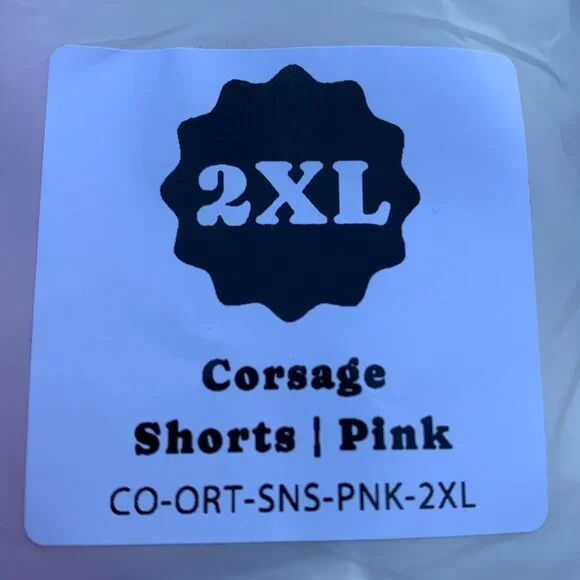 2XL
Corsage
Shorts | Pink
CO-ORT-SNS-PNK-2XL